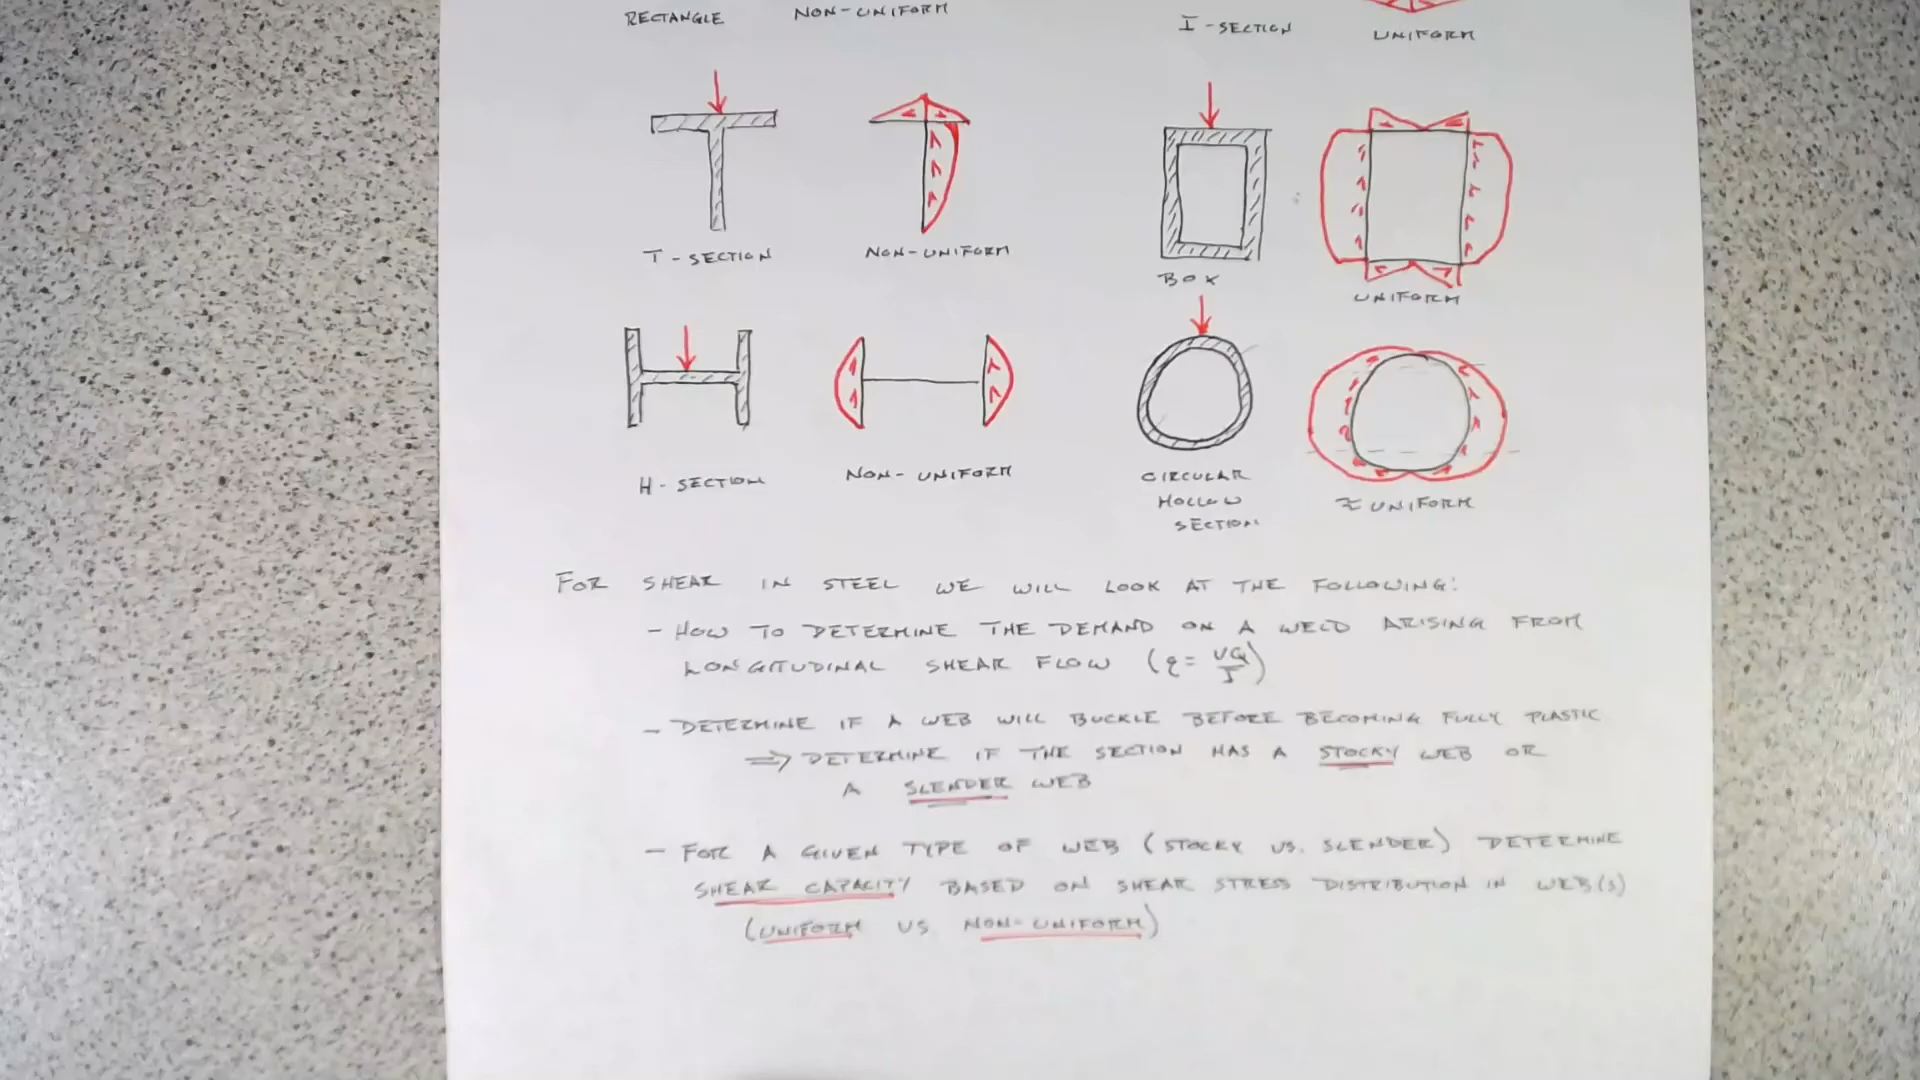 RECTANGLE
NON-UNIFORM
I-SECTION
UNIFORM
T-SECTION
NON-UNIFORM
BOX
UNIFORM
H-SECTION
NON-UNIFORM
CIRCULAR
HOLLOW
SECTION
≈ UNIFORM
FOR SHEAR IN STEEL WE WILL LOOK AT THE FOLLOWING:
- HOW TO DETERMINE THE DEMAND ON A WELD ARISING FROM
LONGITUDINAL SHEAR FLOW (q = VQ/I)
- DETERMINE IF A WEB WILL BUCKLE BEFORE BECOMING FULLY PLASTIC
⇒ DETERMINE IF THE SECTION HAS A STOCKY WEB OR
A SLENDER WEB
- FOR A GIVEN TYPE OF WEB (STOCKY VS. SLENDER) DETERMINE
SHEAR CAPACITY BASED ON SHEAR STRESS DISTRIBUTION IN WEB(S)
(UNIFORM VS NON-UNIFORM)